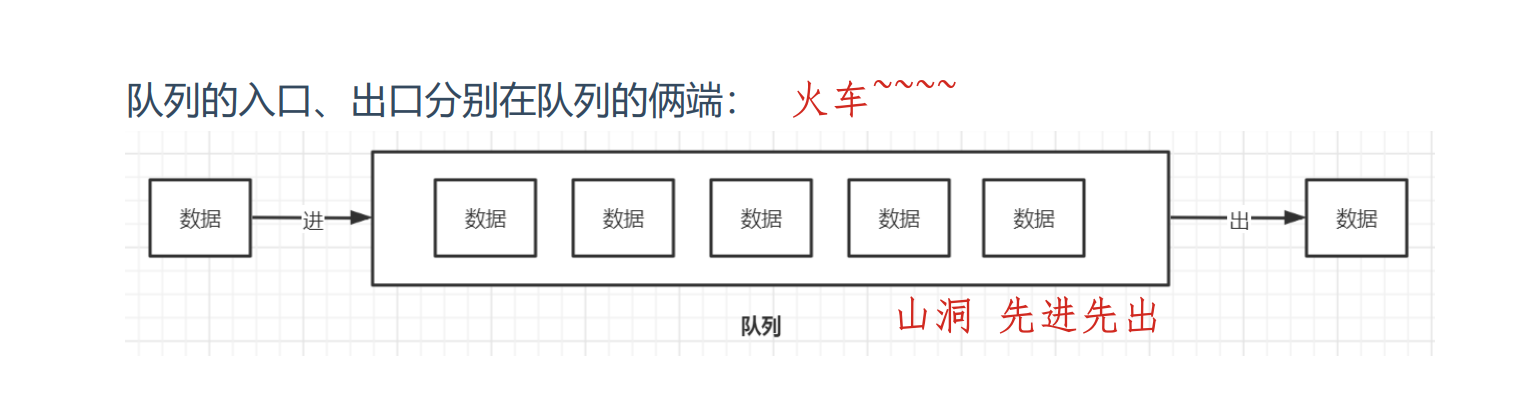 队列的入口、出口分别在队列的俩端： 火车~~~~
数据 进 数据 数据 数据 数据 数据 出 数据
队列 山洞 先进先出